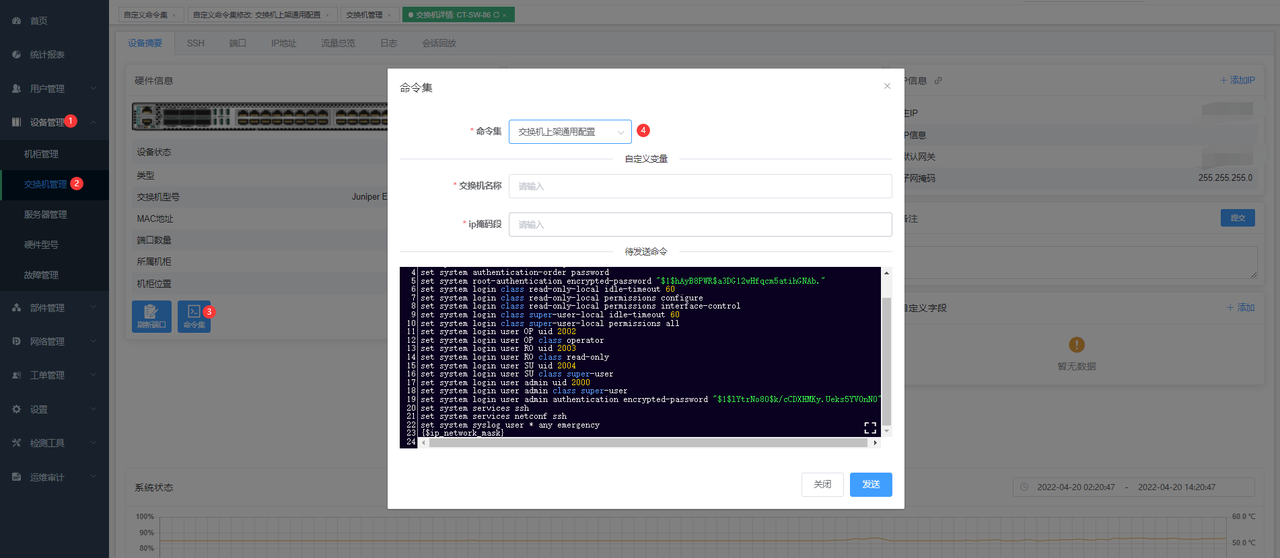 自定义命令集 ×
自定义命令集修改: 交换机上架通用配置 ×
交换机管理 ×
交换机详情: CT-SW-86 ×
首页
统计报表
用户管理
设备管理 1
机柜管理
交换机管理 2
服务器管理
硬件型号
故障管理
部件管理
网络管理
工单管理
设置
检测工具
运维审计
设备摘要 SSH 端口 IP地址 流量总览 日志 会话回放
硬件信息
设备状态
类型
交换机型号 Juniper E
MAC地址
端口数量
所属机柜
机柜位置
刷新端口 命令集 3
命令集 ×
* 命令集 交换机上架通用配置 4
自定义变量
* 交换机名称 请输入
* ip掩码段 请输入
待发送命令
4 set system authentication-order password
5 set system root-authentication encrypted-password "$1$hAyB8PWR$a3DG12wHfqcm5atihGNAb."
6 set system login class read-only-local idle-timeout 60
7 set system login class read-only-local permissions configure
8 set system login class read-only-local permissions interface-control
9 set system login class super-user-local idle-timeout 60
10 set system login class super-user-local permissions all
11 set system login user OP uid 2002
12 set system login user OP class operator
13 set system login user RO uid 2003
14 set system login user RO class read-only
15 set system login user SU uid 2004
16 set system login user SU class super-user
17 set system login user admin uid 2000
18 set system login user admin class super-user
19 set system login user admin authentication encrypted-password "$1$lYtrNo80$k/cCDXHMKy.Ueks5YVOnN0"
20 set system services ssh
21 set system services netconf ssh
22 set system syslog user * any emergency
23 {$ip_network_mask}
24
关闭 发送
P信息 + 添加IP
主IP
IP信息
默认网关
子网掩码 255.255.255.0
备注 提交
自定义字段 + 添加
暂无数据
系统状态 2022-04-20 02:20:47 - 2022-04-20 14:20:47
100% 60.0 ℃
90%
80% 50.0 ℃